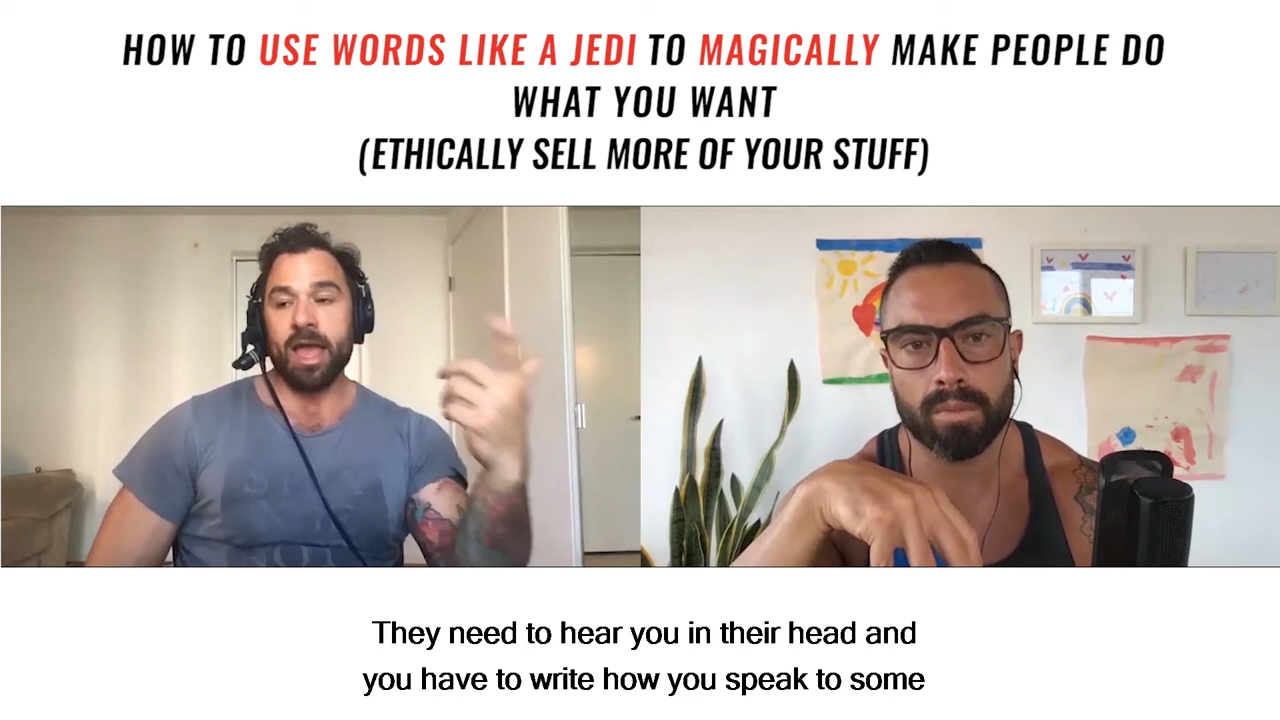 HOW TO USE WORDS LIKE A JEDI TO MAGICALLY MAKE PEOPLE DO
WHAT YOU WANT
(ETHICALLY SELL MORE OF YOUR STUFF)
They need to hear you in their head and
you have to write how you speak to some